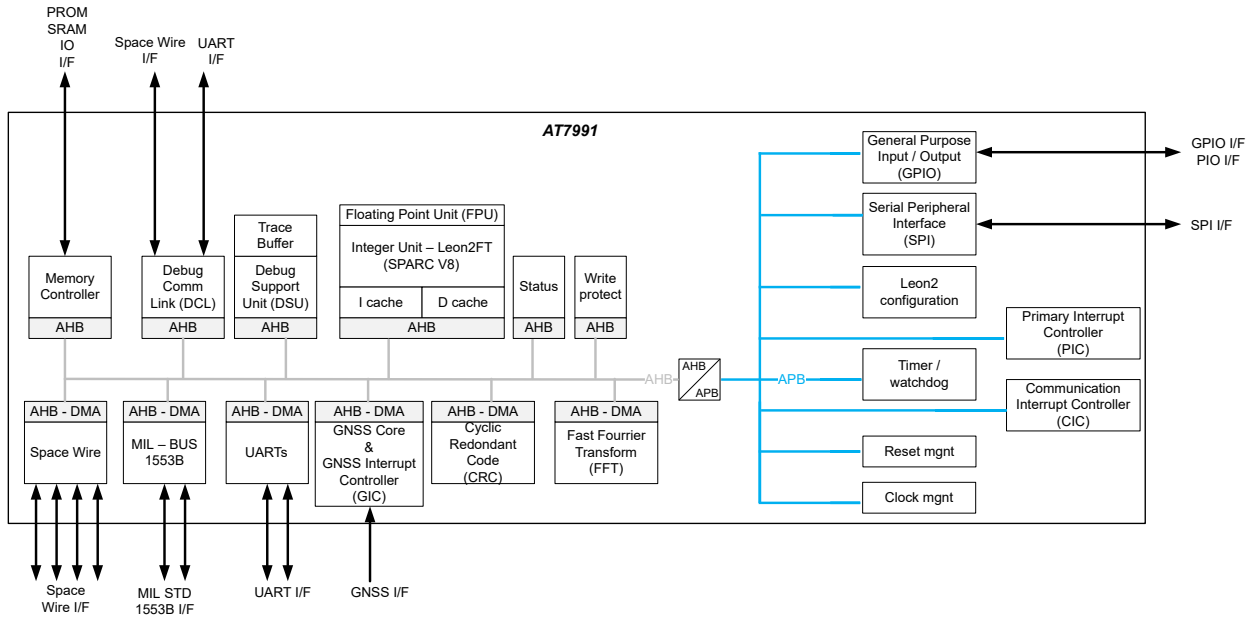 PROM
SRAM
IO
I/F
Space Wire
I/F
UART
I/F
AT7991
General Purpose
Input / Output
(GPIO)
GPIO I/F
PIO I/F
Serial Peripheral
Interface
(SPI)
SPI I/F
Trace
Buffer
Floating Point Unit (FPU)
Memory
Controller
AHB
Debug
Comm
Link (DCL)
AHB
Debug
Support
Unit (DSU)
AHB
Integer Unit – Leon2FT
(SPARC V8)
I cache
D cache
AHB
Status
AHB
Write
protect
AHB
Leon2
configuration
Primary Interrupt
Controller
(PIC)
AHB
AHB
APB
APB
Timer /
watchdog
Communication
Interrupt Controller
(CIC)
AHB - DMA
Space Wire
AHB - DMA
MIL – BUS
1553B
AHB - DMA
UARTs
AHB - DMA
GNSS Core
&
GNSS Interrupt
Controller
(GIC)
AHB - DMA
Cyclic
Redondant
Code
(CRC)
AHB - DMA
Fast Fourrier
Transform
(FFT)
Reset mgnt
Clock mgnt
Space
Wire I/F
MIL STD
1553B I/F
UART I/F
GNSS I/F